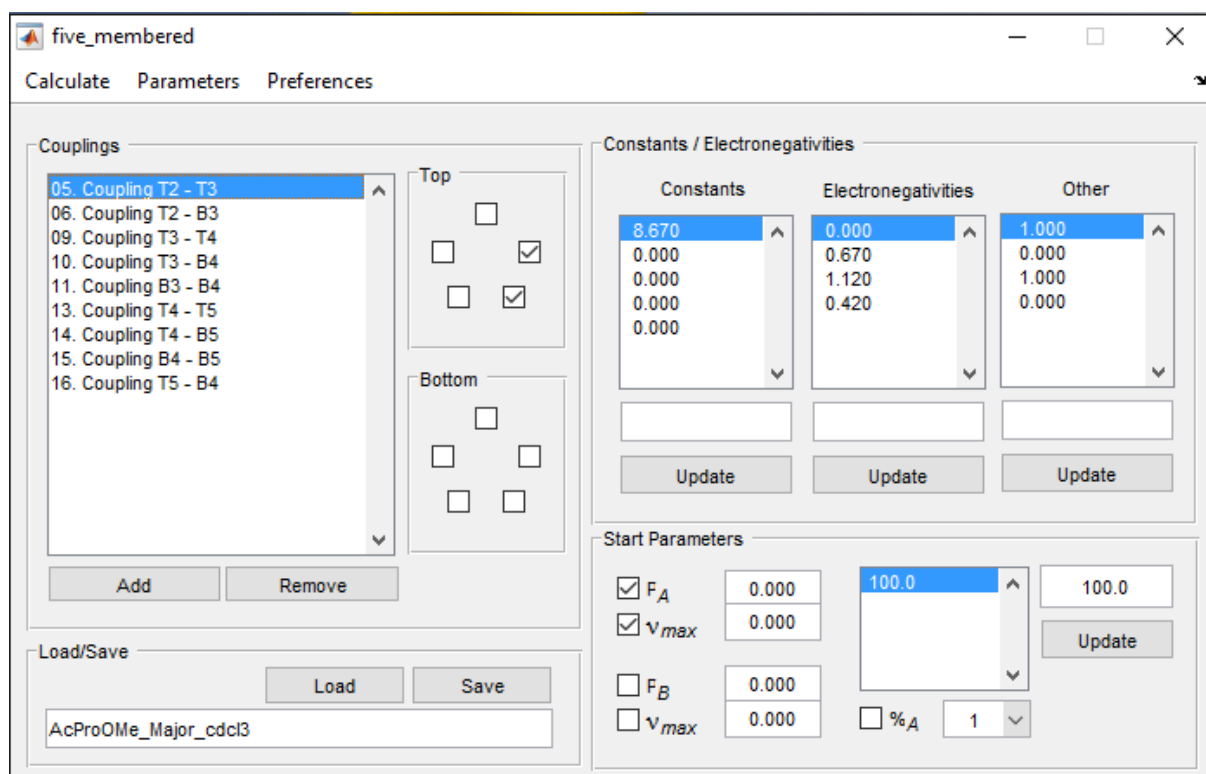 five_membered
Calculate Parameters Preferences
Couplings
05. Coupling T2 - T3
06. Coupling T2 - B3
09. Coupling T3 - T4
10. Coupling T3 - B4
11. Coupling B3 - B4
13. Coupling T4 - T5
14. Coupling T4 - B5
15. Coupling B4 - B5
16. Coupling T5 - B4
Top
Bottom
Add Remove
Load/Save
Load Save
AcProOMe_Major_cdcl3
Constants / Electronegativities
Constants Electronegativities Other
8.670 0.000 1.000
0.000 0.670 0.000
0.000 1.120 1.000
0.000 0.420 0.000
0.000
Update Update Update
Start Parameters
F_A 0.000 100.0 100.0
ν_max 0.000 Update
F_B 0.000
ν_max 0.000 %_A 1